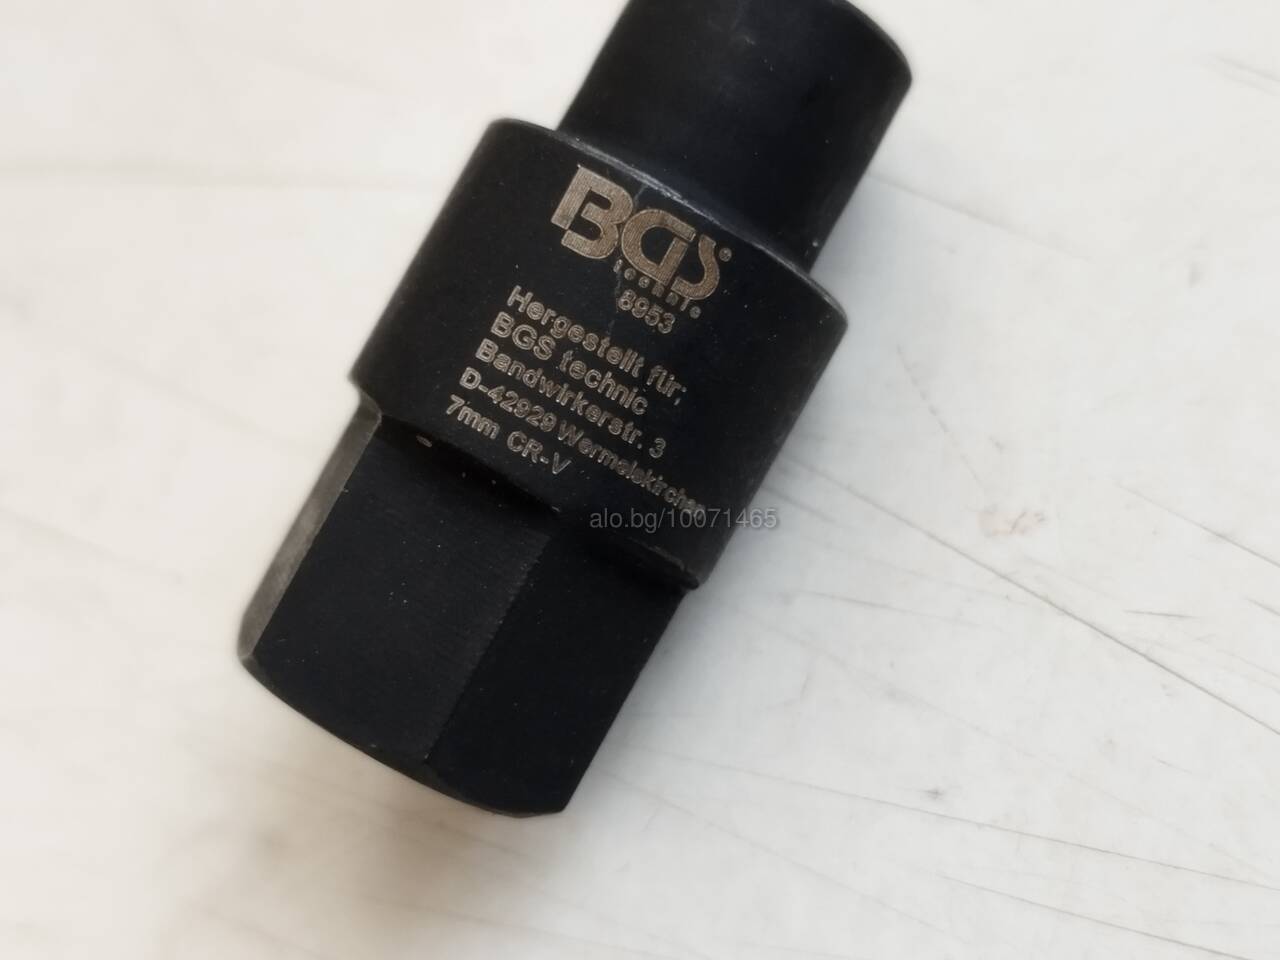 BGS®
technic
8953
Hergestellt für:
BGS technic
Bandwirkerstr. 3
D-42929 Wermelskirchen
7mm CR-V
alo.bg/10071465